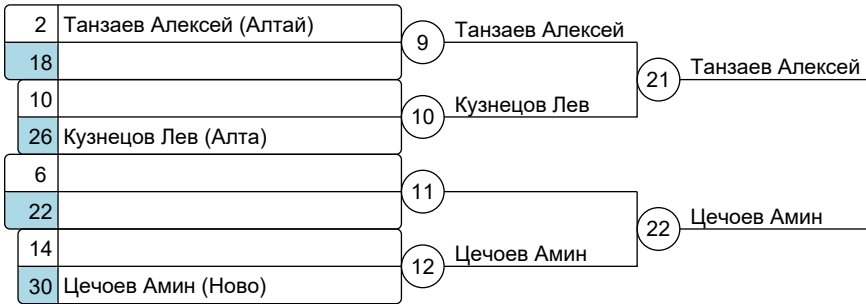 2 Танзаев Алексей (Алтай)
9 Танзаев Алексей
18
21 Танзаев Алексей
10
10 Кузнецов Лев
26 Кузнецов Лев (Алта)
6
11
22
22 Цечоев Амин
14
12 Цечоев Амин
30 Цечоев Амин (Ново)